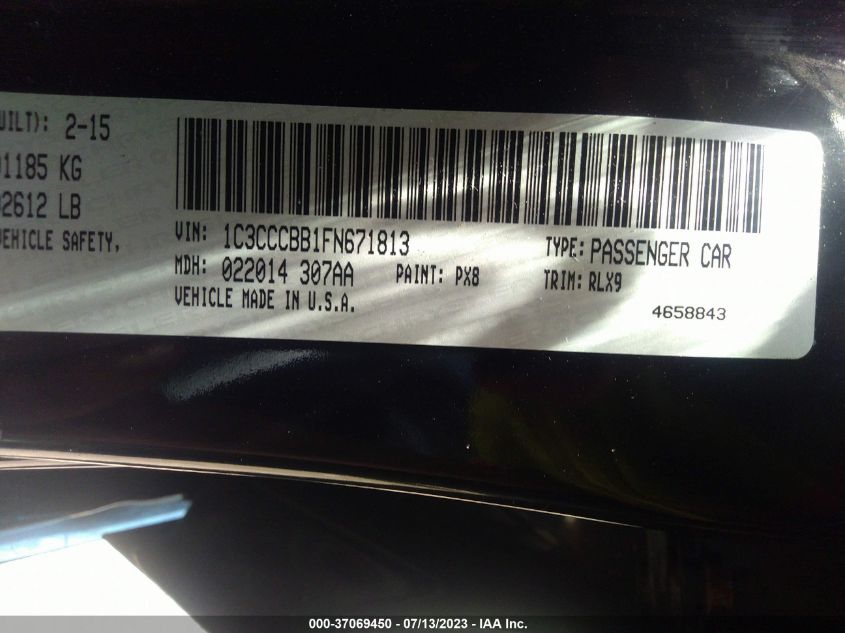 UILT): 2-15
1185 KG
2612 LB
VEHICLE SAFETY,
VIN: 1C3CCCBB1FN671813
TYPE: PASSENGER CAR
MDH: 022014 307AA
PAINT: PX8
TRIM: RLX9
VEHICLE MADE IN U.S.A.
4658843
000-37069450 - 07/13/2023 - IAA Inc.